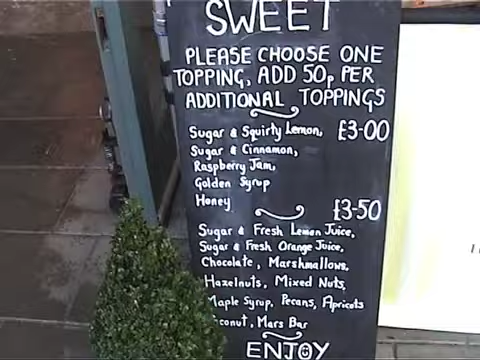 SWEET
PLEASE CHOOSE ONE
TOPPING, ADD 50p PER
ADDITIONAL TOPPINGS
Sugar & Squirty Lemon, £3-00
Sugar & Cinnamon,
Raspberry Jam,
Golden Syrup
Honey
£3-50
Sugar & Fresh Lemon Juice,
Sugar & Fresh Orange Juice,
Chocolate, Marshmallows,
Hazelnuts, Mixed Nuts,
Maple Syrup, Pecans, Apricots
Mars Bar
ENJOY